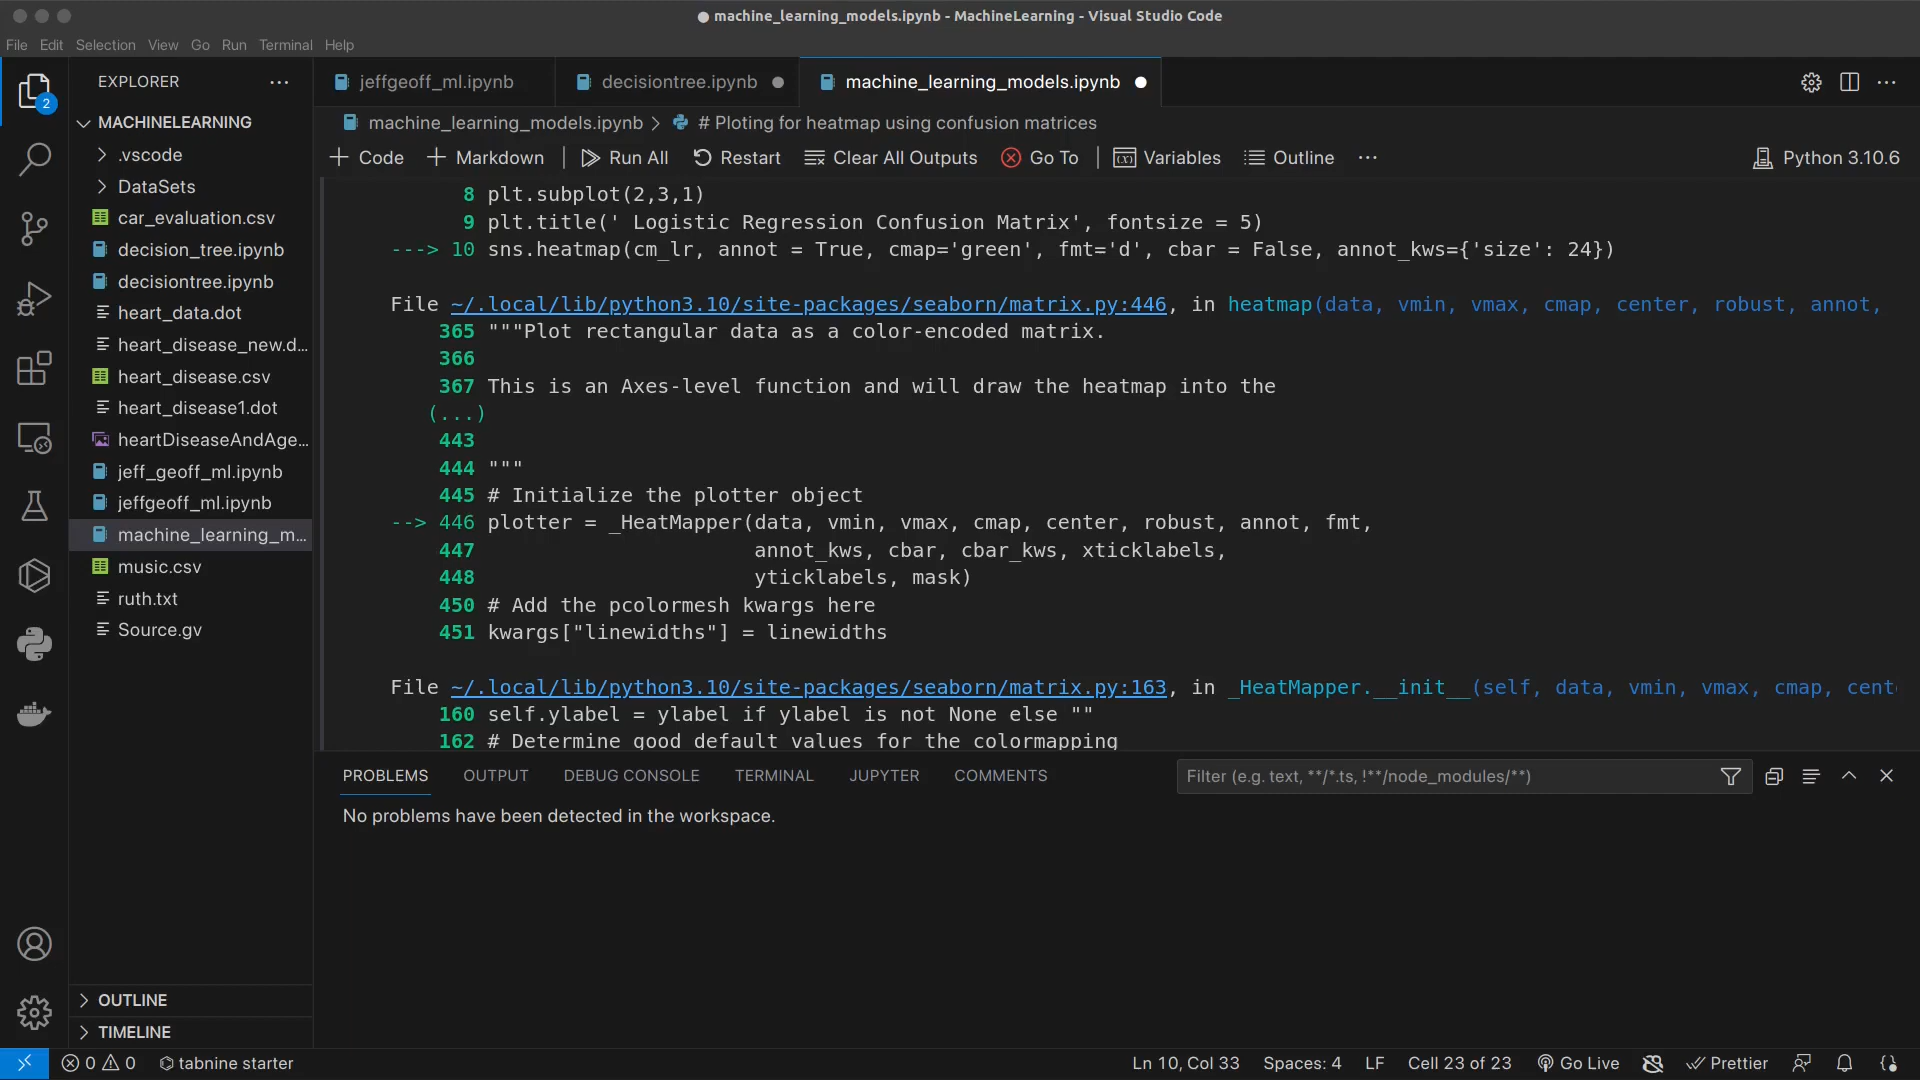 machine_learning_models.ipynb - MachineLearning - Visual Studio Code
File Edit Selection View Go Run Terminal Help
EXPLORER
2
MACHINELEARNING
.vscode
DataSets
car_evaluation.csv
decision_tree.ipynb
decisiontree.ipynb
heart_data.dot
heart_disease_new.d...
heart_disease.csv
heart_disease1.dot
heartDiseaseAndAge...
jeff_geoff_ml.ipynb
jeffgeoff_ml.ipynb
machine_learning_m...
music.csv
ruth.txt
Source.gv
OUTLINE
TIMELINE
jeffgeoff_ml.ipynb decisiontree.ipynb machine_learning_models.ipynb
machine_learning_models.ipynb > # Ploting for heatmap using confusion matrices
+ Code + Markdown | Run All Restart Clear All Outputs Go To | Variables Outline ... Python 3.10.6
8 plt.subplot(2,3,1)
9 plt.title(' Logistic Regression Confusion Matrix', fontsize = 5)
---> 10 sns.heatmap(cm_lr, annot = True, cmap='green', fmt='d', cbar = False, annot_kws={'size': 24})
File ~/.local/lib/python3.10/site-packages/seaborn/matrix.py:446, in heatmap(data, vmin, vmax, cmap, center, robust, annot,
365 """Plot rectangular data as a color-encoded matrix.
366
367 This is an Axes-level function and will draw the heatmap into the
(...)
443
444 """
445 # Initialize the plotter object
--> 446 plotter = _HeatMapper(data, vmin, vmax, cmap, center, robust, annot, fmt,
447 annot_kws, cbar, cbar_kws, xticklabels,
448 yticklabels, mask)
450 # Add the pcolormesh kwargs here
451 kwargs["linewidths"] = linewidths
File ~/.local/lib/python3.10/site-packages/seaborn/matrix.py:163, in _HeatMapper.__init__(self, data, vmin, vmax, cmap, cent
160 self.ylabel = ylabel if ylabel is not None else ""
162 # Determine good default values for the colormapping
PROBLEMS OUTPUT DEBUG CONSOLE TERMINAL JUPYTER COMMENTS Filter (e.g. text, **/*.ts, !**/node_modules/**)
No problems have been detected in the workspace.
0 0 tabnine starter Ln 10, Col 33 Spaces: 4 LF Cell 23 of 23 Go Live Prettier